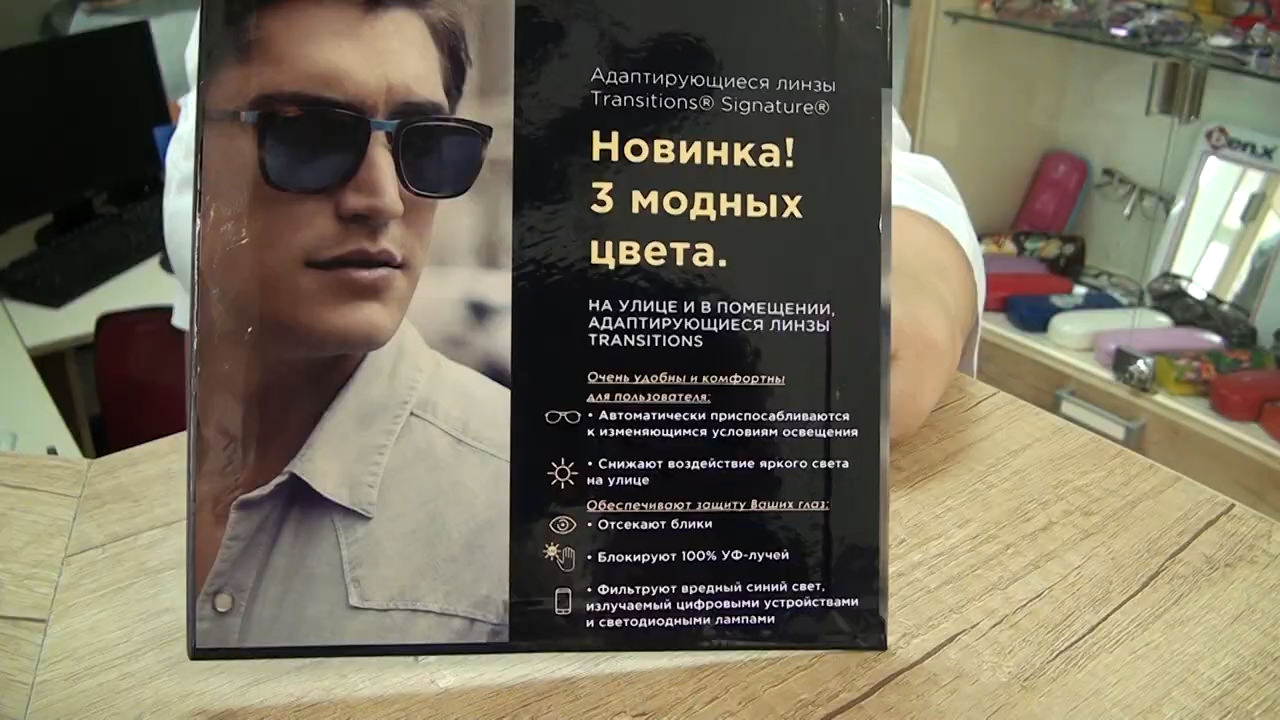 Адаптирующиеся линзы
Transitions® Signature®
Новинка!
3 модных
цвета.
НА УЛИЦЕ И В ПОМЕЩЕНИИ,
АДАПТИРУЮЩИЕСЯ ЛИНЗЫ
TRANSITIONS
Очень удобны и комфортны
для пользователя:
• Автоматически приспосабливаются
к изменяющимся условиям освещения
• Снижают воздействие яркого света
на улице
Обеспечивают защиту Ваших глаз:
• Отсекают блики
• Блокируют 100% УФ-лучей
• Фильтруют вредный синий свет,
излучаемый цифровыми устройствами
и светодиодными лампами